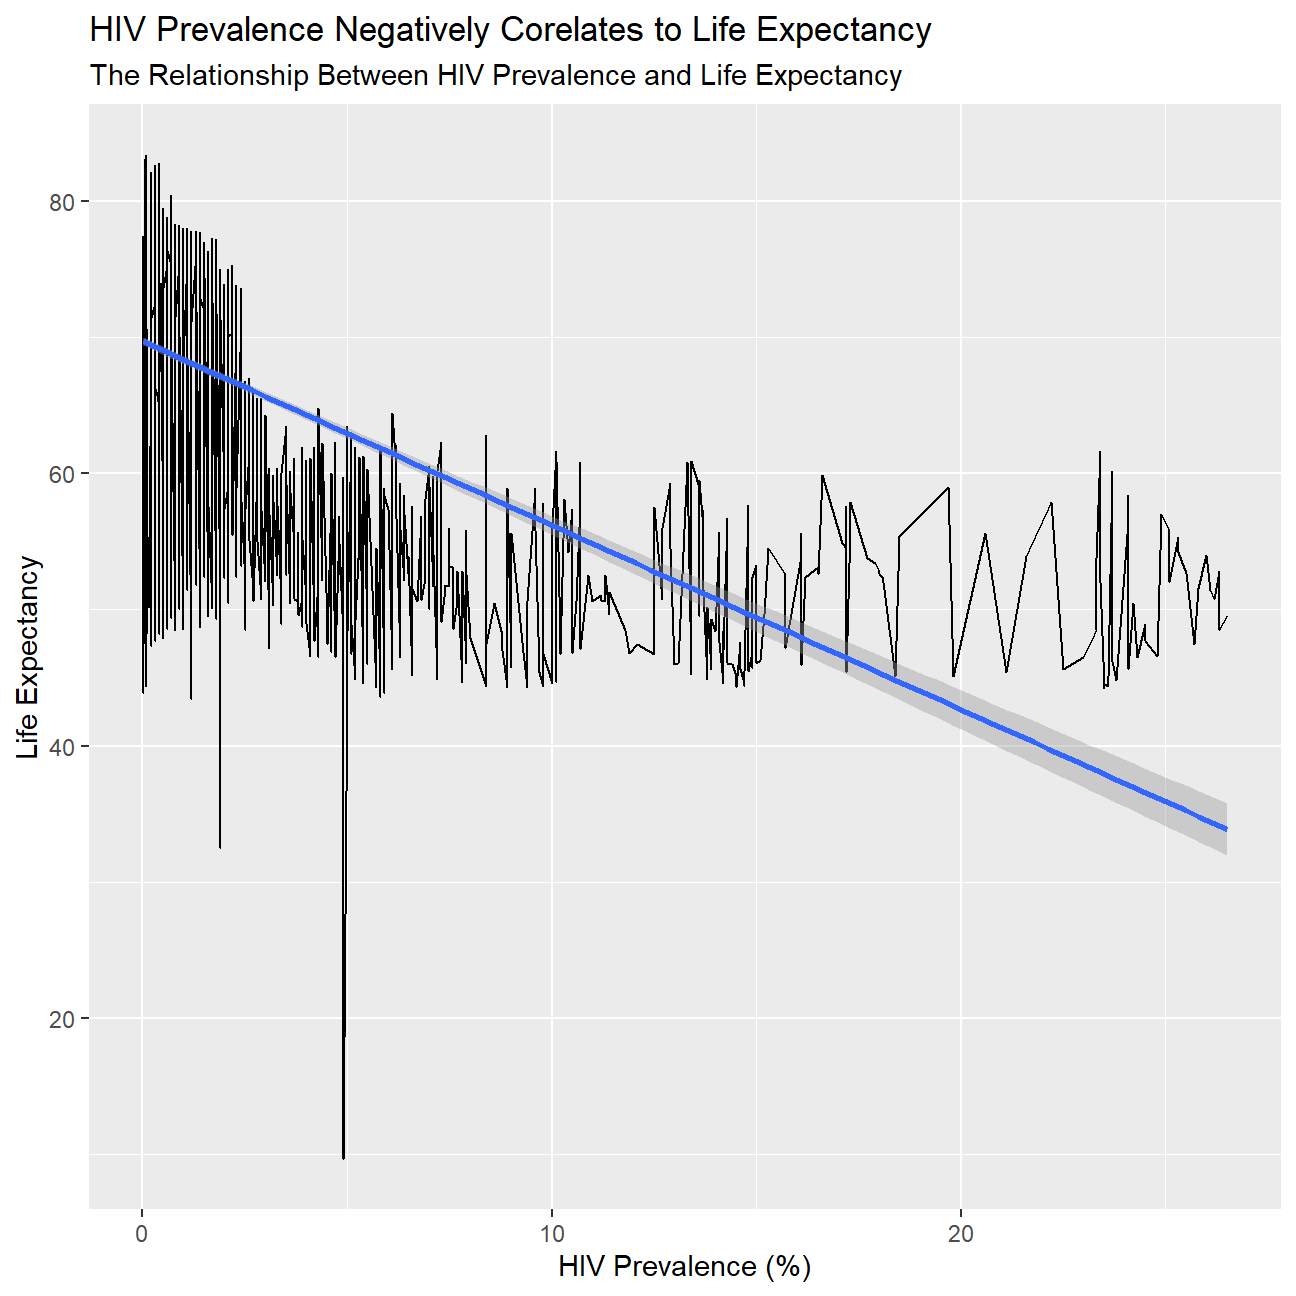 HIV Prevalence Negatively Corelates to Life Expectancy
The Relationship Between HIV Prevalence and Life Expectancy
Life Expectancy
80
60
40
20
0
10
20
HIV Prevalence (%)